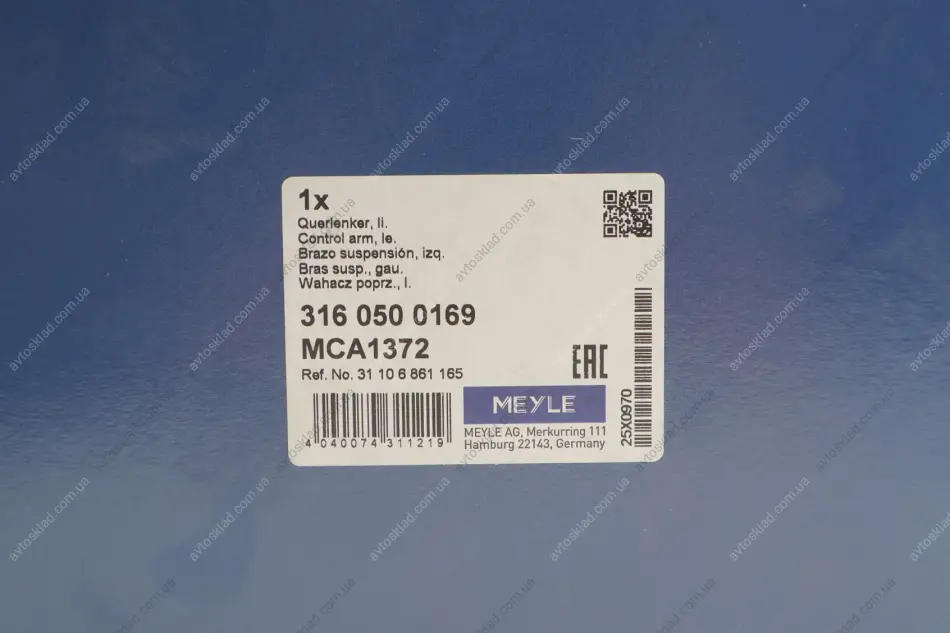 1x
Querlenker, li.
Control arm, le.
Brazo suspensión, izq.
Bras susp., gau.
Wahacz poprz., l.
316 050 0169
MCA1372
Ref. No. 31 10 6 861 165
EAC
MEYLE
MEYLE AG, Merkurring 111
Hamburg 22143, Germany
4 040074 311219
25X0970
avtosklad.com.ua